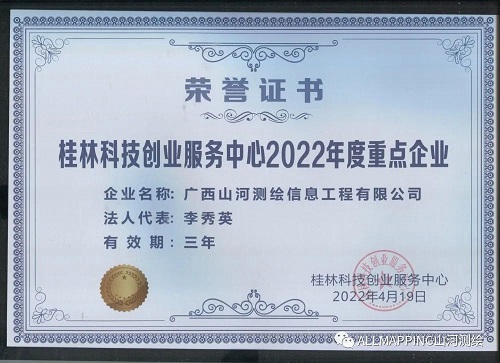 荣誉证书
桂林科技创业服务中心2022年度重点企业
企业名称：广西山河测绘信息工程有限公司
法人代表：李秀英
有效期：三年
桂林科技创业服务中心
2022年4月19日
ALLMAPPING山河测绘